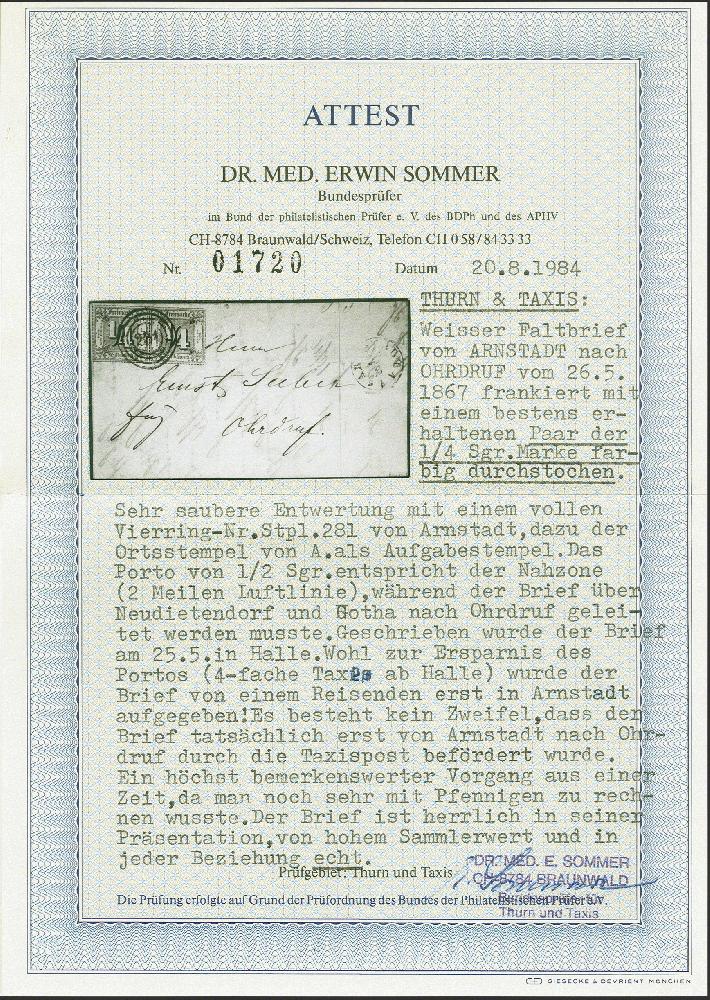 ATTEST
DR. MED. ERWIN SOMMER
Bundesprüfer
im Bund der philatelistischen Prüfer e. V. des BDPh und des APHV
CH-8784 Braunwald/Schweiz, Telefon CH 058/84 33 33
Nr. 01720 Datum 20.8.1984
THURN & TAXIS:
Weisser Faltbrief
von ARNSTADT nach
OHRDRUF vom 26.5.
1867 frankiert mit
einem bestens er-
haltenen Paar der
1/4 Sgr.Marke far-
big durchstochen.
Herrn
Ernst
Ohrdruf.
Sehr saubere Entwertung mit einem vollen
Vierring-Nr.Stpl.281 von Arnstadt,dazu der
Ortsstempel von A.als Aufgabestempel.Das
Porto von 1/2 Sgr.entspricht der Nahzone
(2 Meilen Luftlinie),während der Brief über
Neudietendorf und Gotha nach Ohrdruf gelei-
tet werden musste.Geschrieben wurde der Brief
am 25.5.in Halle.Wohl zur Ersparnis des
Portos (4-fache Taxe ab Halle) wurde der
Brief von einem Reisenden erst in Arnstadt
aufgegeben!Es besteht kein Zweifel,dass der
Brief tatsächlich erst von Arnstadt nach Ohr-
druf durch die Taxispost befördert wurde.
Ein höchst bemerkenswerter Vorgang aus einer
Zeit,da man noch sehr mit Pfennigen zu rech-
nen wusste.Der Brief ist herrlich in seiner
Präsentation,von hohem Sammlerwert und in
jeder Beziehung echt.
Prüfgebiet: Thurn und Taxis
DR. MED. E. SOMMER
CH-8784 BRAUNWALD
Die Prüfung erfolgte auf Grund der Prüfordnung des Bundes der Philatelistischen Prüfer e.V.
Thurn und Taxis
GIESECKE & DEVRIENT MÜNCHEN